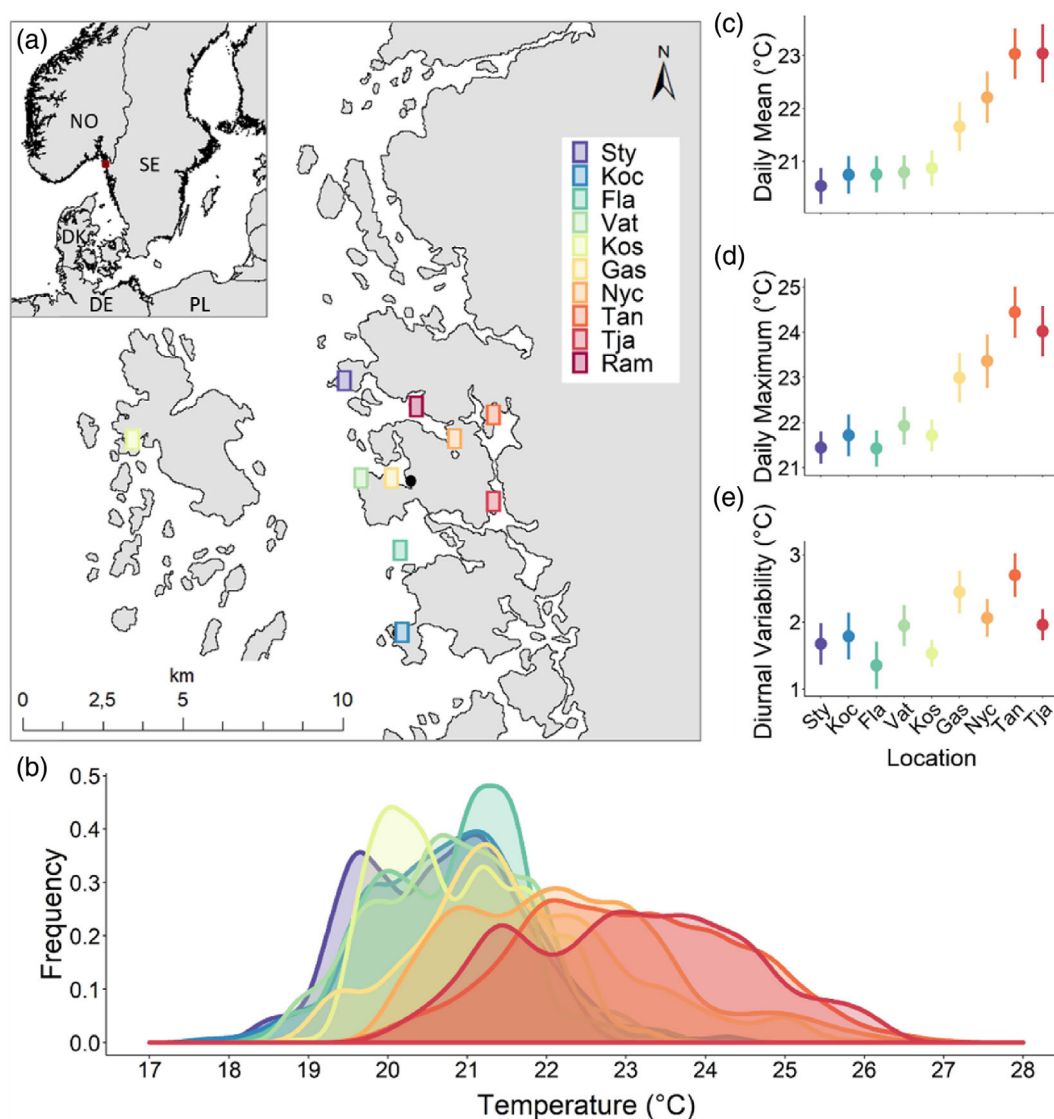 (a)
NO
SE
DK
DE
PL
N
Sty
Koc
Fla
Vat
Kos
Gas
Nyc
Tan
Tja
Ram
km
0 2.5 5 10
(c)
Daily Mean (°C)
23
22
21
(d)
Daily Maximum (°C)
25
24
23
22
21
(e)
Diurnal Variability (°C)
3
2
1
Sty Koc Fla Vat Kos Gas Nyc Tan Tja
Location
(b)
Frequency
0.5
0.4
0.3
0.2
0.1
0.0
17 18 19 20 21 22 23 24 25 26 27 28
Temperature (°C)